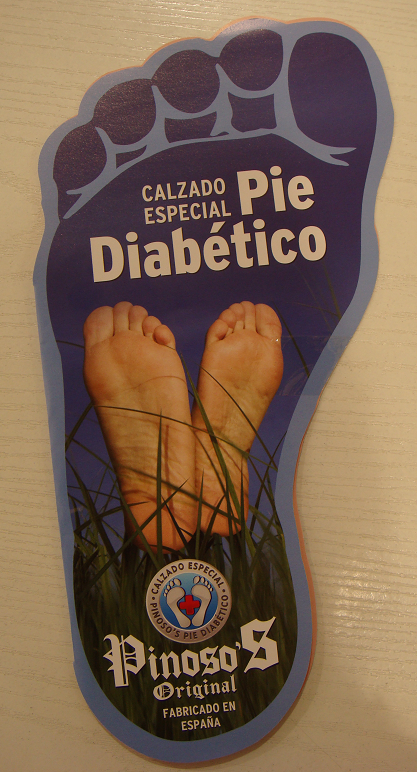 CALZADO
ESPECIAL Pie
Diabético
CALZADO ESPECIAL
PINOSO'S PIE DIABÉTICO
Pinoso'S
Original
FABRICADO EN
ESPAÑA